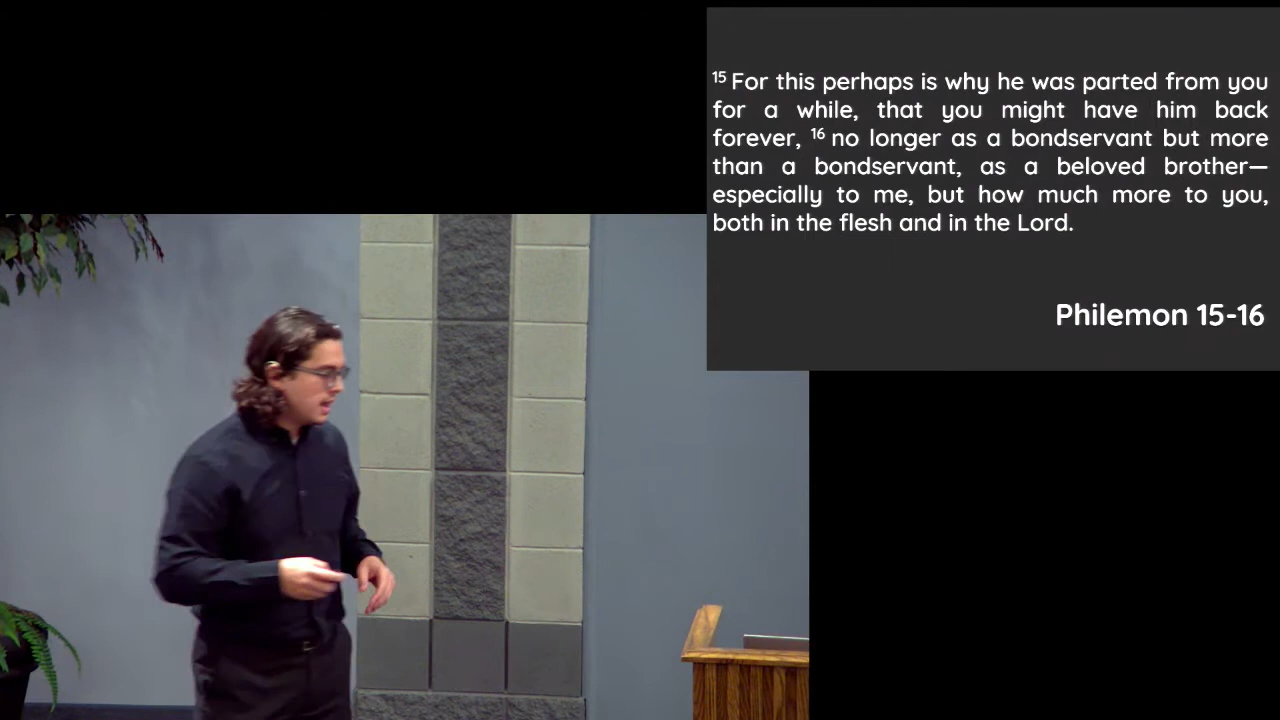 15 For this perhaps is why he was parted from you
for a while, that you might have him back
forever, 16 no longer as a bondservant but more
than a bondservant, as a beloved brother—
especially to me, but how much more to you,
both in the flesh and in the Lord.
Philemon 15-16